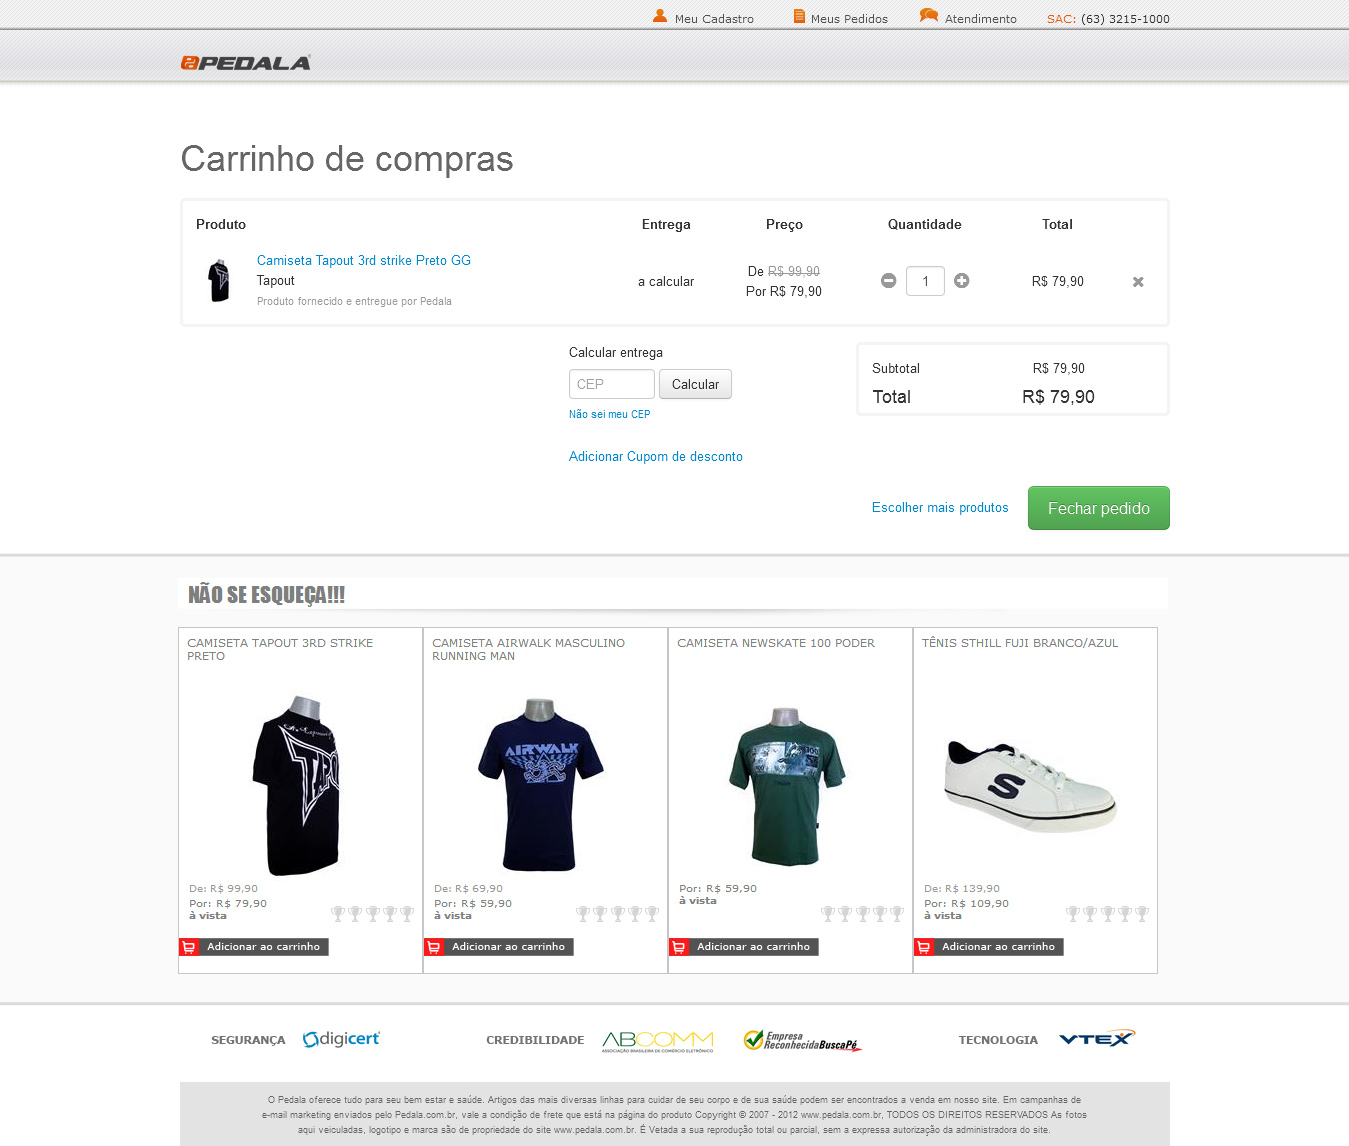 Meu Cadastro Meus Pedidos Atendimento SAC: (63) 3215-1000
PEDALA
Carrinho de compras
Produto Entrega Preço Quantidade Total
Camiseta Tapout 3rd strike Preto GG
Tapout
Produto fornecido e entregue por Pedala
a calcular
De R$ 99,90
Por R$ 79,90
1
R$ 79,90
Calcular entrega
CEP Calcular
Não sei meu CEP
Adicionar Cupom de desconto
Subtotal R$ 79,90
Total R$ 79,90
Escolher mais produtos Fechar pedido
NÃO SE ESQUEÇA!!!
CAMISETA TAPOUT 3RD STRIKE
PRETO
TAPO
De: R$ 99,90
Por: R$ 79,90
à vista
Adicionar ao carrinho
CAMISETA AIRWALK MASCULINO
RUNNING MAN
AIRWALK
De: R$ 69,90
Por: R$ 59,90
à vista
Adicionar ao carrinho
CAMISETA NEWSKATE 100 PODER
Por: R$ 59,90
à vista
Adicionar ao carrinho
TÊNIS STHILL FUJI BRANCO/AZUL
S
De: R$ 139,90
Por: R$ 109,90
à vista
Adicionar ao carrinho
SEGURANÇA digicert CREDIBILIDADE ABCOMM
ASSOCIAÇÃO BRASILEIRA DE COMÉRCIO ELETRÔNICO
Empresa
ReconhecidaBuscaPé
TECNOLOGIA VTEX
O Pedala oferece tudo para seu bem estar e saúde. Artigos das mais diversas linhas para cuidar de seu corpo e de sua saúde podem ser encontrados a venda em nosso site. Em campanhas de
e-mail marketing enviados pelo Pedala.com.br, vale a condição de frete que está na página do produto Copyright © 2007 - 2012 www.pedala.com.br, TODOS OS DIREITOS RESERVADOS As fotos
aqui veiculadas, logotipo e marca são de propriedade do site www.pedala.com.br. É Vetada a sua reprodução total ou parcial, sem a expressa autorização da administradora do site.